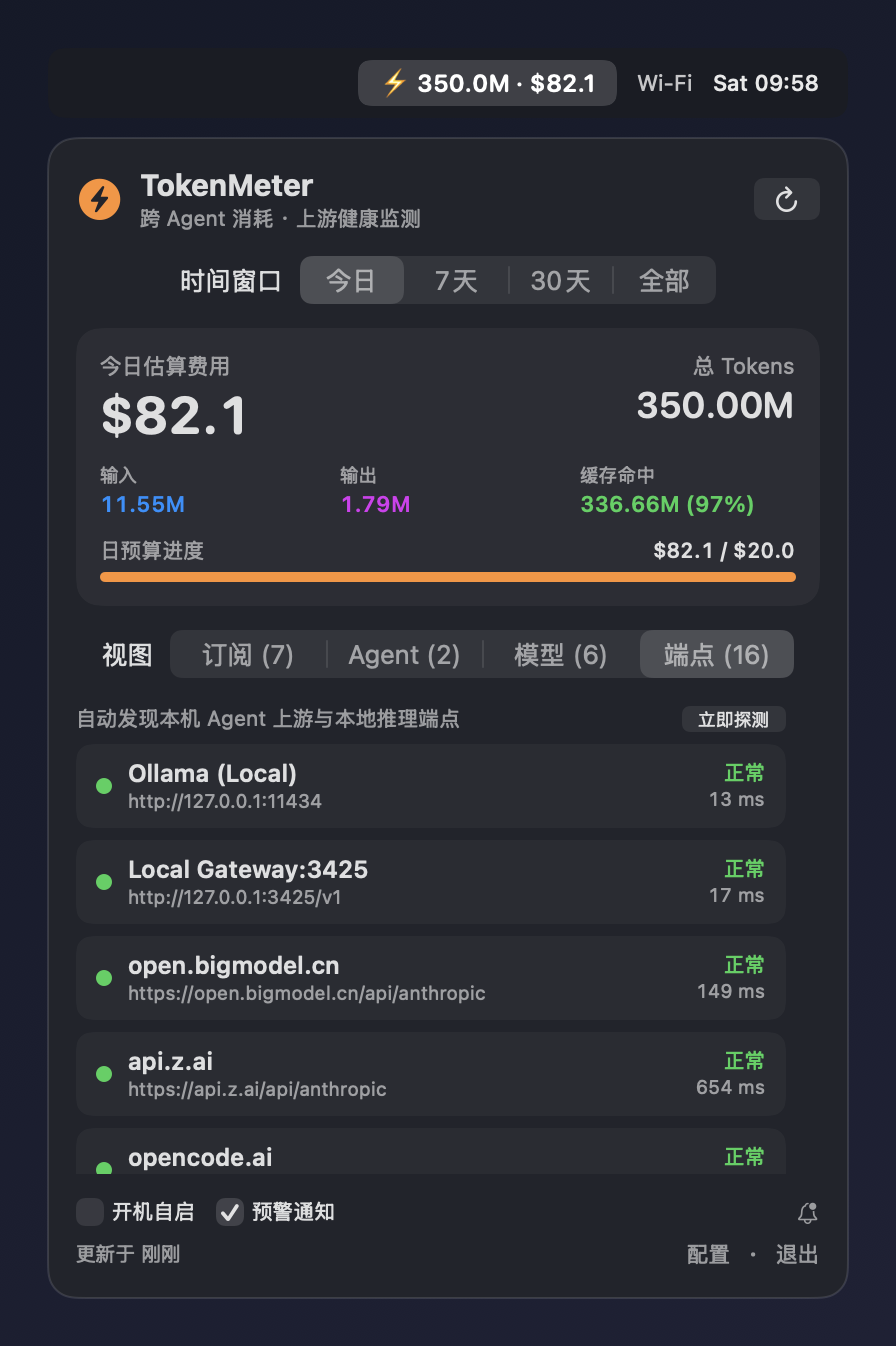 ⚡ 350.0M · $82.1 Wi-Fi Sat 09:58
TokenMeter
跨 Agent 消耗 · 上游健康监测
时间窗口 今日 7天 30天 全部
今日估算费用 总 Tokens
$82.1 350.00M
输入 输出 缓存命中
11.55M 1.79M 336.66M (97%)
日预算进度 $82.1 / $20.0
视图 订阅 (7) Agent (2) 模型 (6) 端点 (16)
自动发现本机 Agent 上游与本地推理端点 立即探测
Ollama (Local) 正常
http://127.0.0.1:11434 13 ms
Local Gateway:3425 正常
http://127.0.0.1:3425/v1 17 ms
open.bigmodel.cn 正常
https://open.bigmodel.cn/api/anthropic 149 ms
api.z.ai 正常
https://api.z.ai/api/anthropic 654 ms
opencode.ai 正常
开机自启 预警通知
更新于 刚刚 配置 · 退出